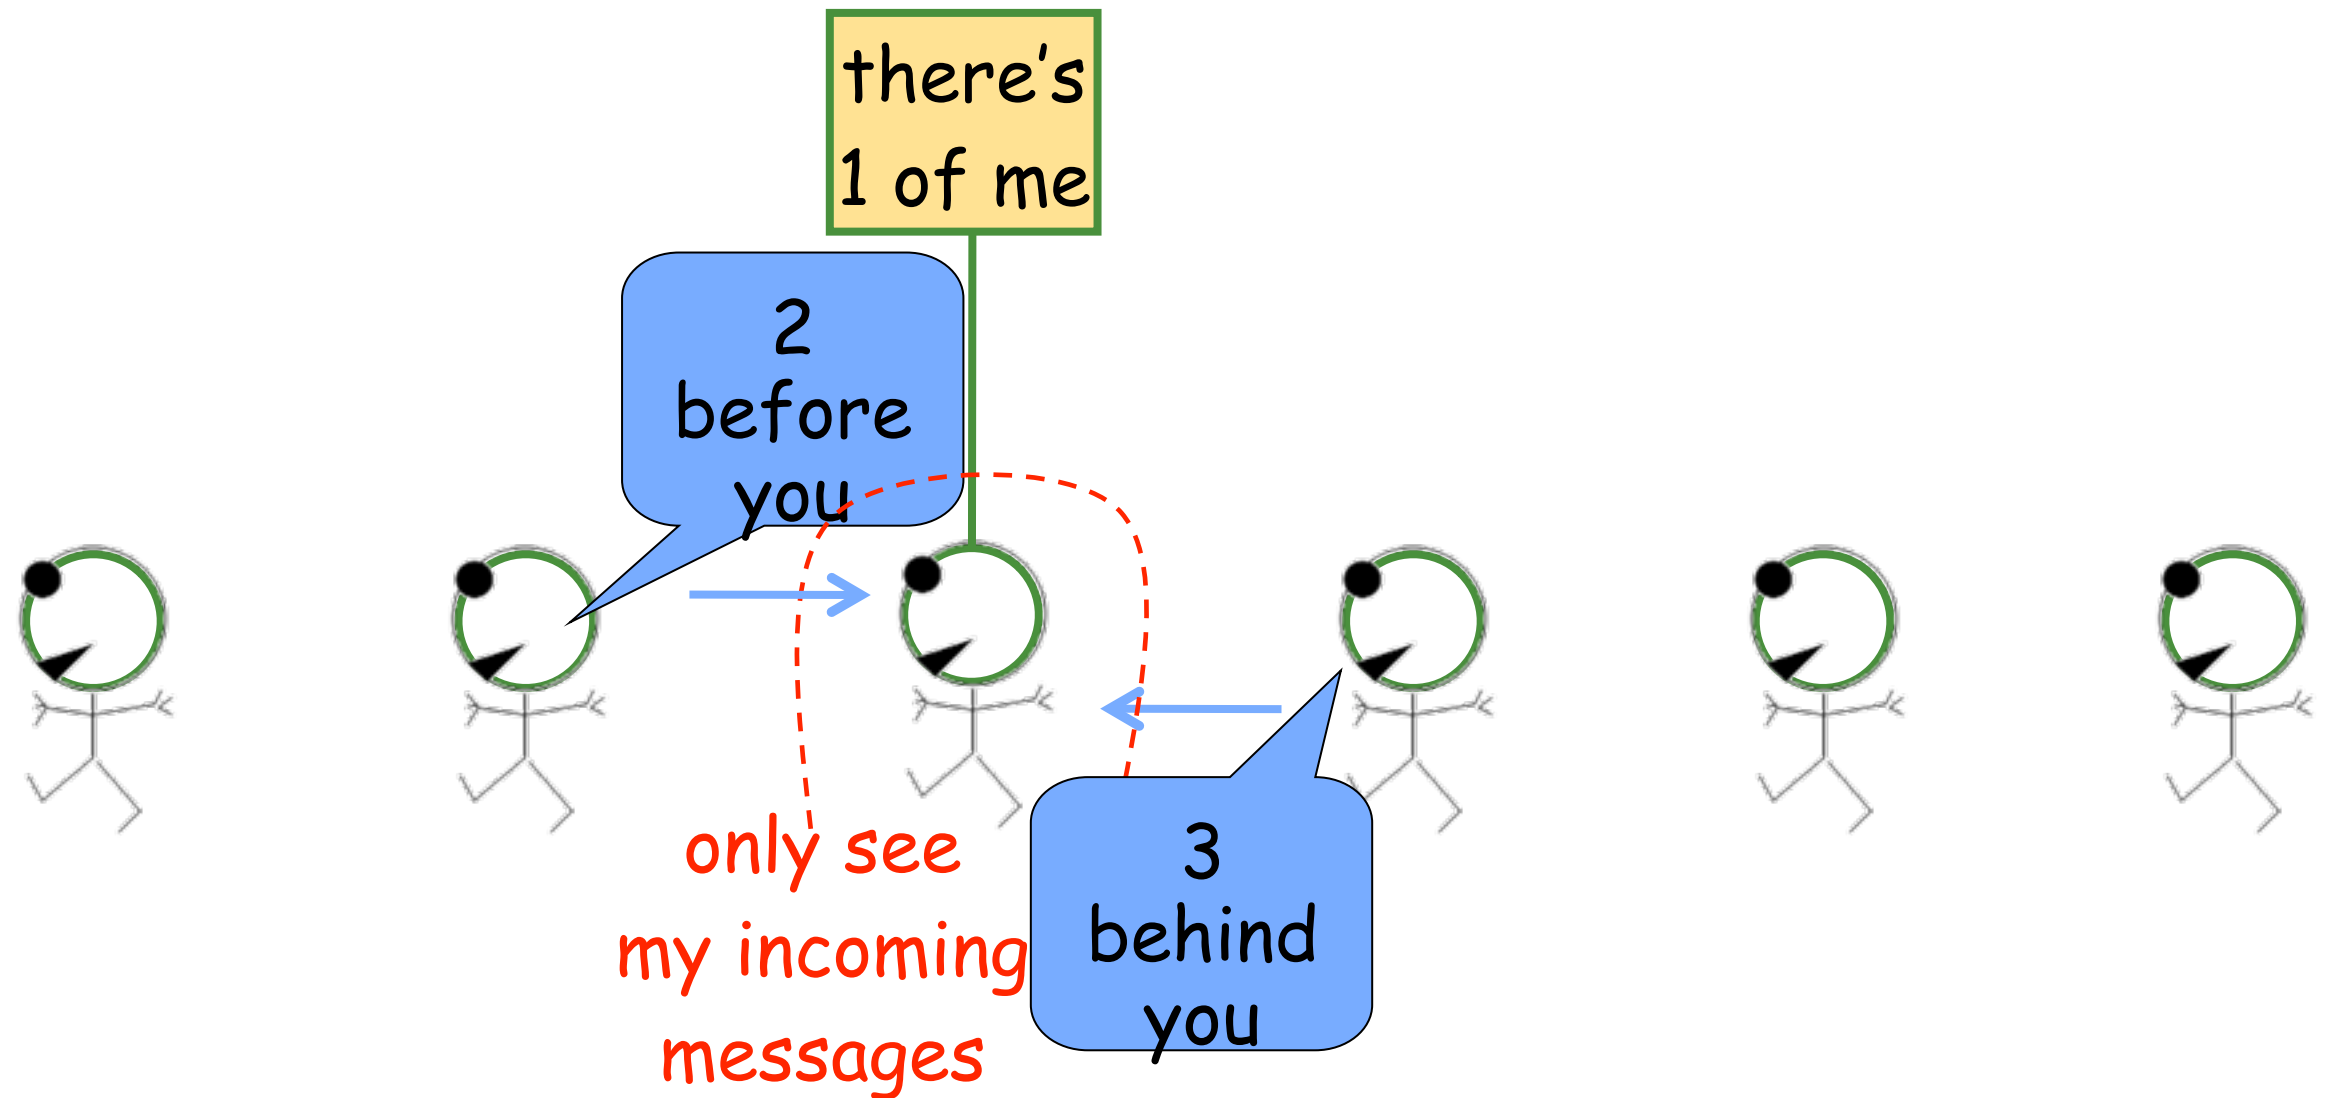 there's
1 of me
2
before
you
only see
my incoming
messages
3
behind
you